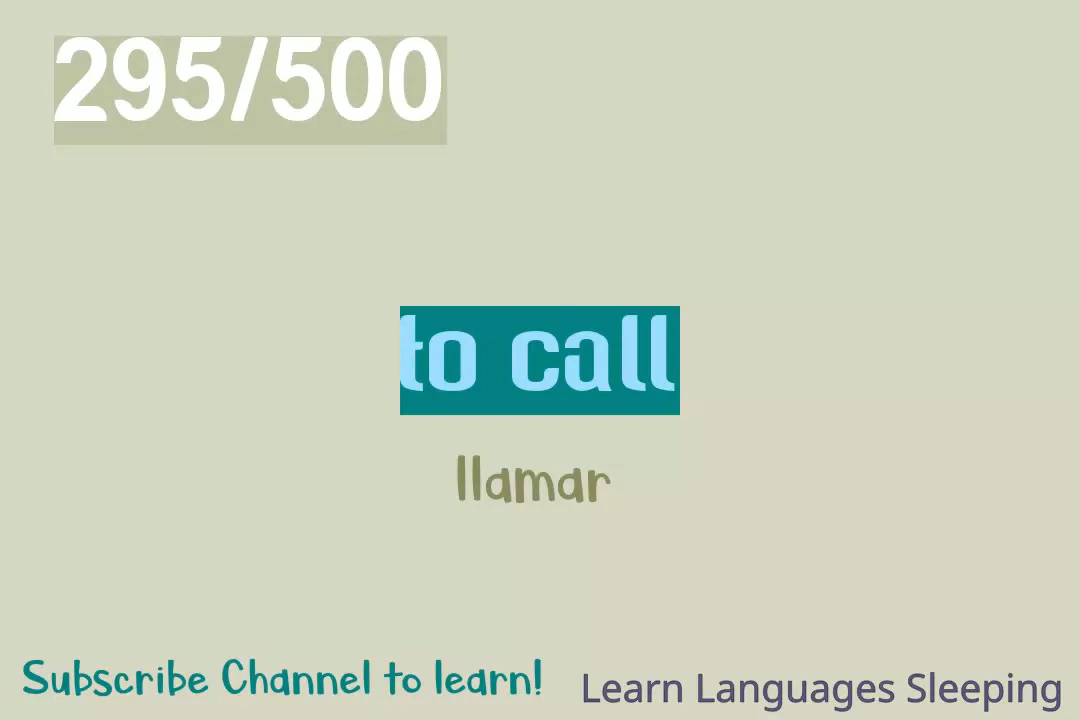 295/500
to call
llamar
Subscribe Channel to learn!
Learn Languages Sleeping